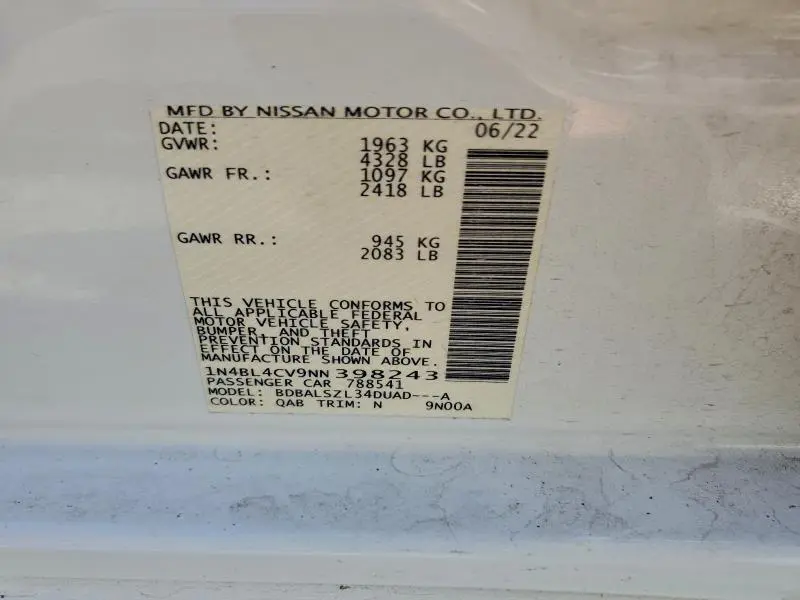 MFD BY NISSAN MOTOR CO., LTD.
DATE: 06/22
GVWR: 1963 KG
4328 LB
GAWR FR.: 1097 KG
2418 LB
GAWR RR.: 945 KG
2083 LB
THIS VEHICLE CONFORMS TO
ALL APPLICABLE FEDERAL
MOTOR VEHICLE SAFETY,
BUMPER, AND THEFT
PREVENTION STANDARDS IN
EFFECT ON THE DATE OF
MANUFACTURE SHOWN ABOVE.
1N4BL4CV9NN398243
PASSENGER CAR 788541
MODEL: BDBALSZL34DUAD---A
COLOR: QAB TRIM: N 9N00A